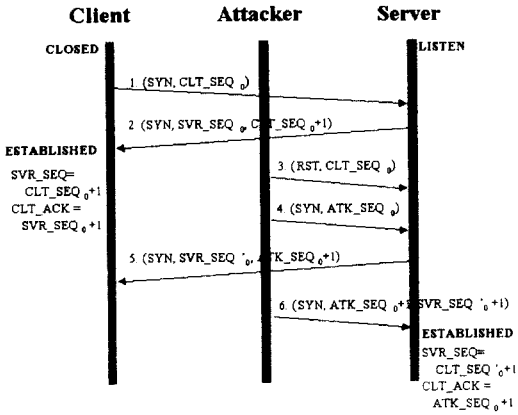 Client Attacker Server
CLOSED LISTEN
1. (SYN, CLT_SEQ 0)
2. (SYN, SVR_SEQ 0, CLT_SEQ 0+1)
ESTABLISHED
SVR_SEQ=
CLT_SEQ 0+1
CLT_ACK =
SVR_SEQ 0+1
3. (RST, CLT_SEQ 0)
4. (SYN, ATK_SEQ 0)
5. (SYN, SVR_SEQ '0, ATK_SEQ 0+1)
6. (SYN, ATK_SEQ 0+ SVR_SEQ '0+1)
ESTABLISHED
SVR_SEQ=
CLT_SEQ '0+1
CLT_ACK =
ATK_SEQ 0+1